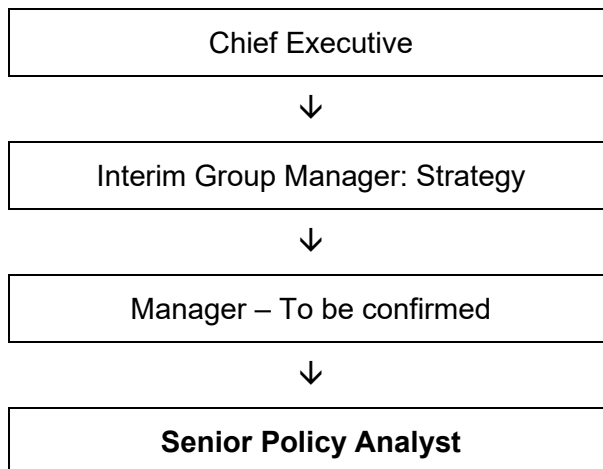 Chief Executive
↓
Interim Group Manager: Strategy
↓
Manager – To be confirmed
↓
Senior Policy Analyst